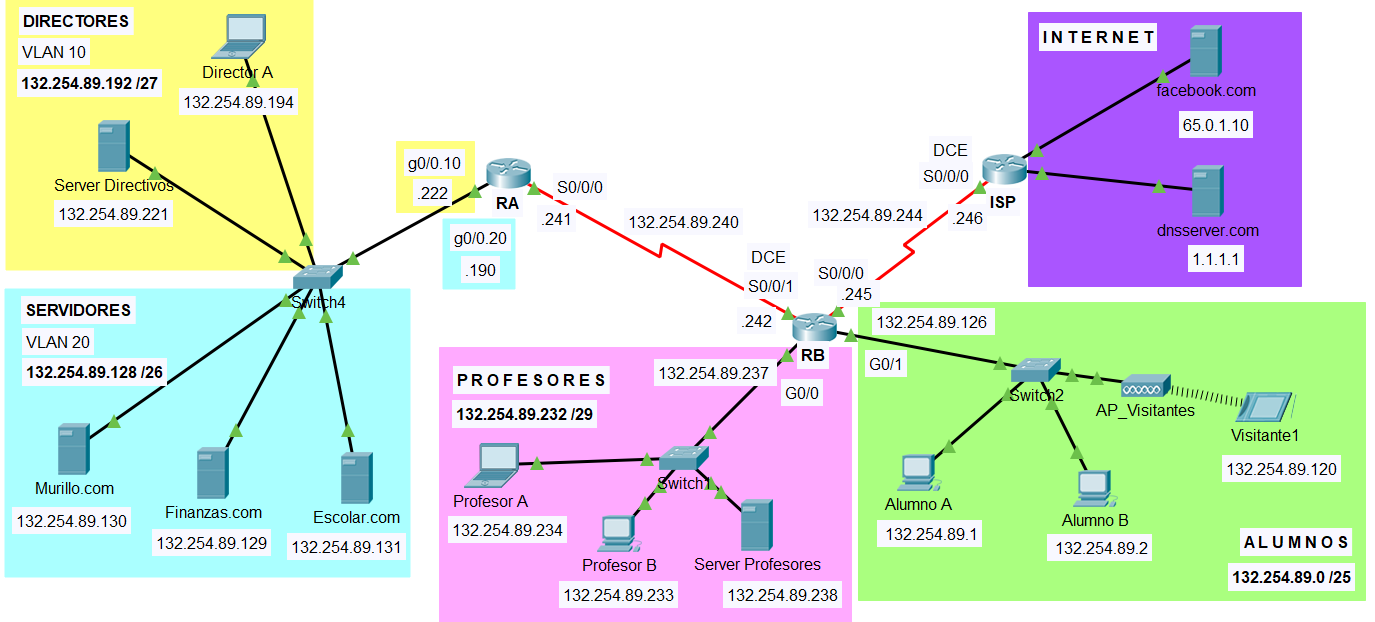 DIRECTORES
VLAN 10
132.254.89.192 /27
Director A
132.254.89.194
Server Directivos
132.254.89.221
g0/0.10
.222
RA
S0/0/0
.241
g0/0.20
.190
132.254.89.240
DCE
S0/0/1
.242
Switch4
SERVIDORES
VLAN 20
132.254.89.128 /26
Murillo.com
132.254.89.130
Finanzas.com
132.254.89.129
Escolar.com
132.254.89.131
INTERNET
facebook.com
65.0.1.10
DCE
S0/0/0
ISP
.246
132.254.89.244
S0/0/0
.245
dnsserver.com
1.1.1.1
RB
132.254.89.126
G0/1
132.254.89.237
G0/0
PROFESORES
132.254.89.232 /29
Switch1
Profesor A
132.254.89.234
Profesor B
132.254.89.233
Server Profesores
132.254.89.238
Switch2
AP_Visitantes
Visitante1
132.254.89.120
Alumno A
132.254.89.1
Alumno B
132.254.89.2
ALUMNOS
132.254.89.0 /25